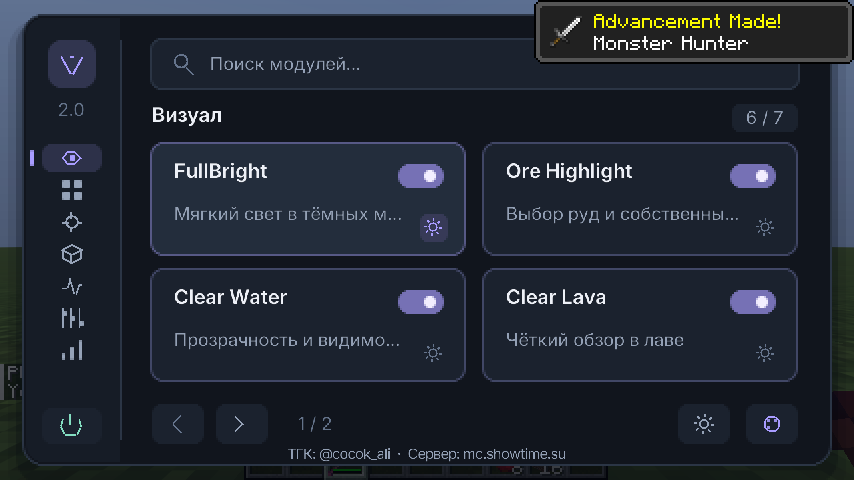 Advancement Made!
Monster Hunter
Поиск модулей...
2.0
Визуал
6 / 7
FullBright
Мягкий свет в тёмных м...
Ore Highlight
Выбор руд и собственны...
Clear Water
Прозрачность и видимо...
Clear Lava
Чёткий обзор в лаве
1 / 2
ТГК: @cocok_ali · Сервер: mc.showtime.su